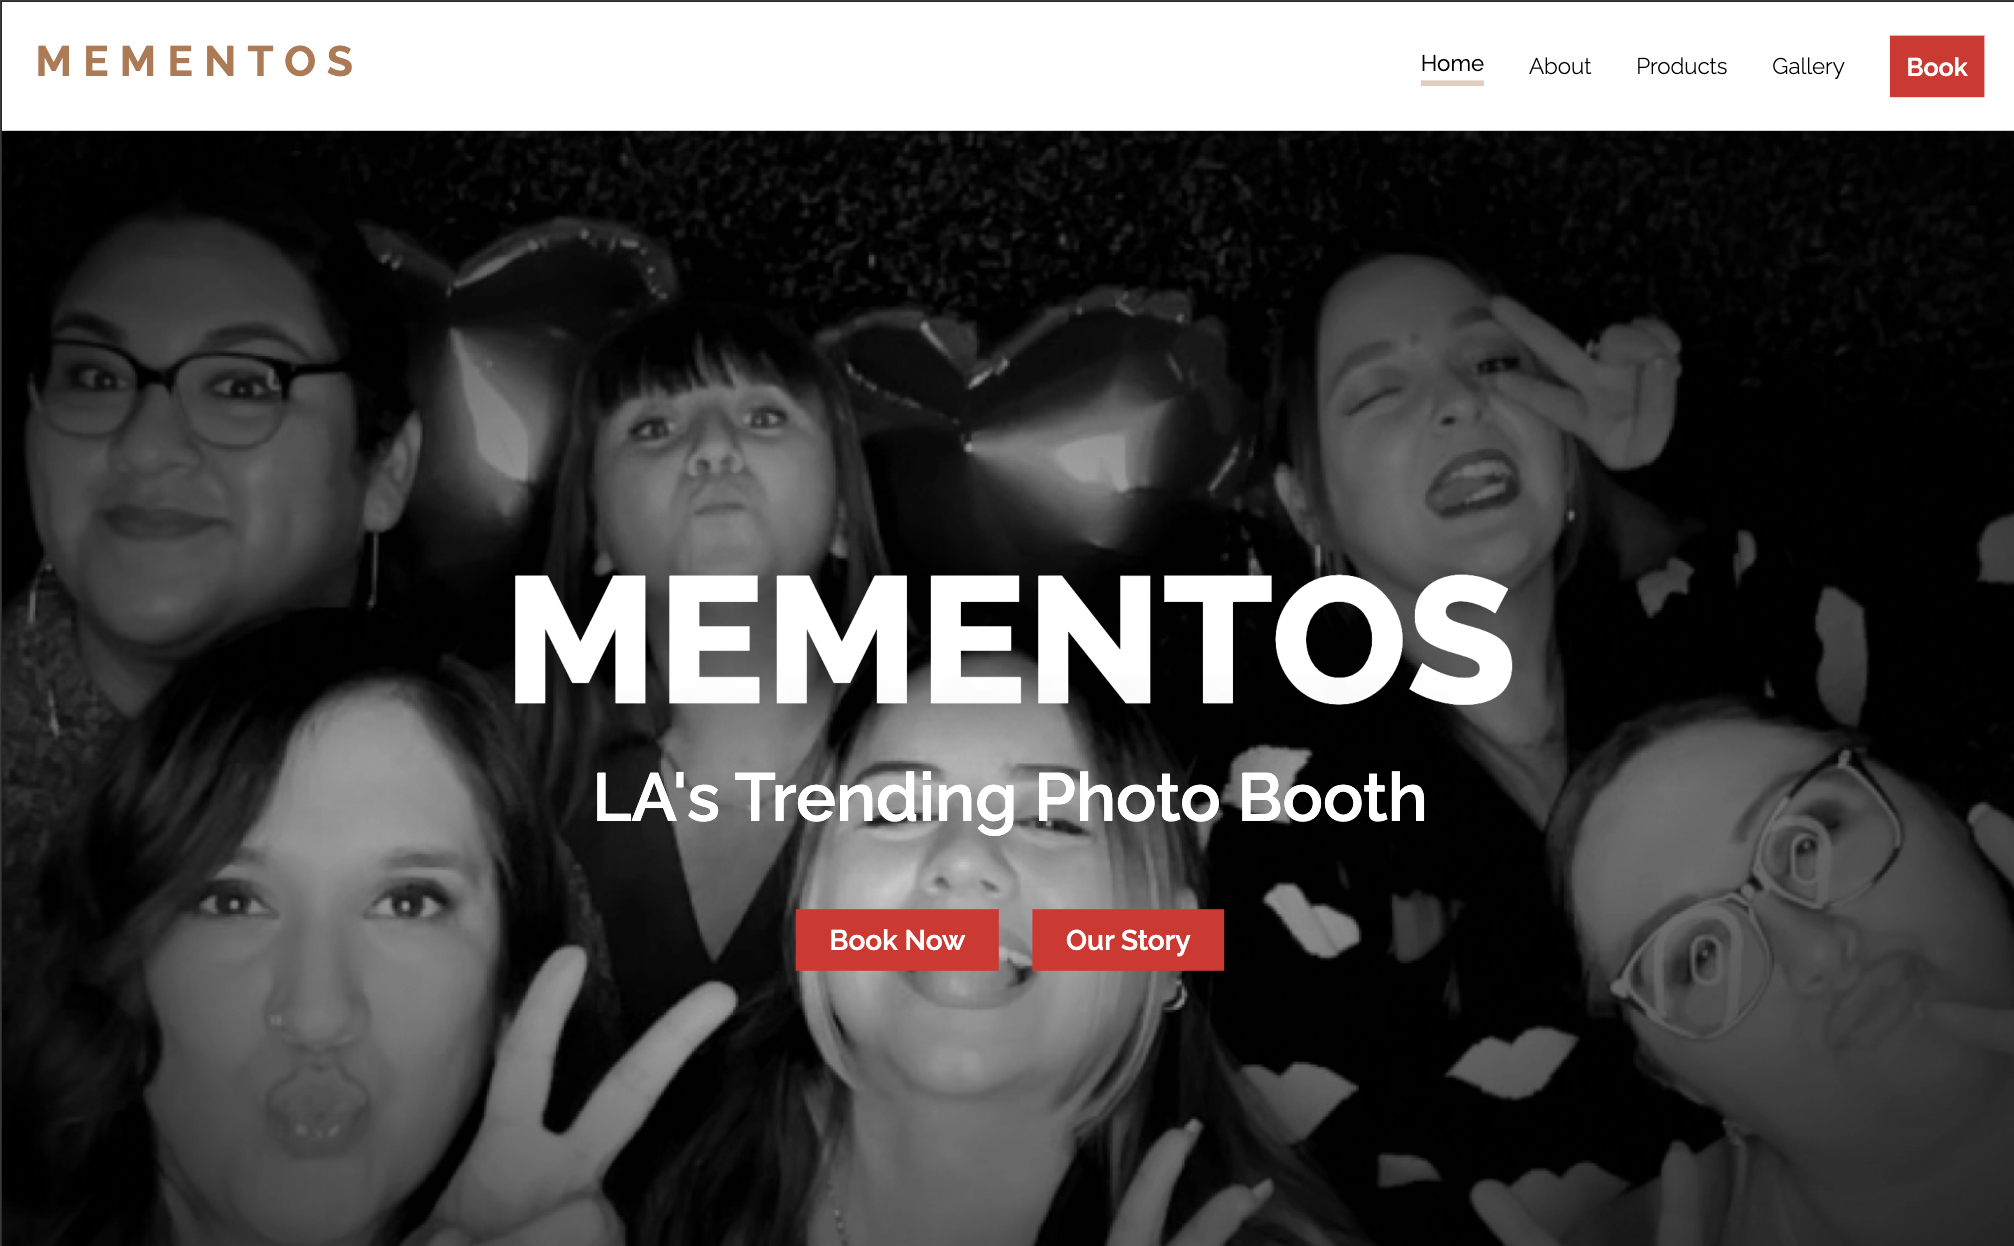 MEMENTOS
Home About Products Gallery Book
MEMENTOS
LA's Trending Photo Booth
Book Now Our Story